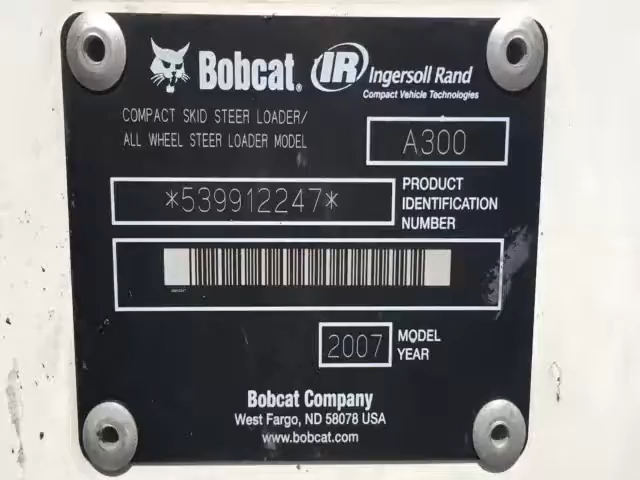 Bobcat® IR Ingersoll Rand
Compact Vehicle Technologies
COMPACT SKID STEER LOADER/
ALL WHEEL STEER LOADER MODEL
A300
*539912247*
PRODUCT
IDENTIFICATION
NUMBER
2007
MODEL
YEAR
Bobcat Company
West Fargo, ND 58078 USA
www.bobcat.com